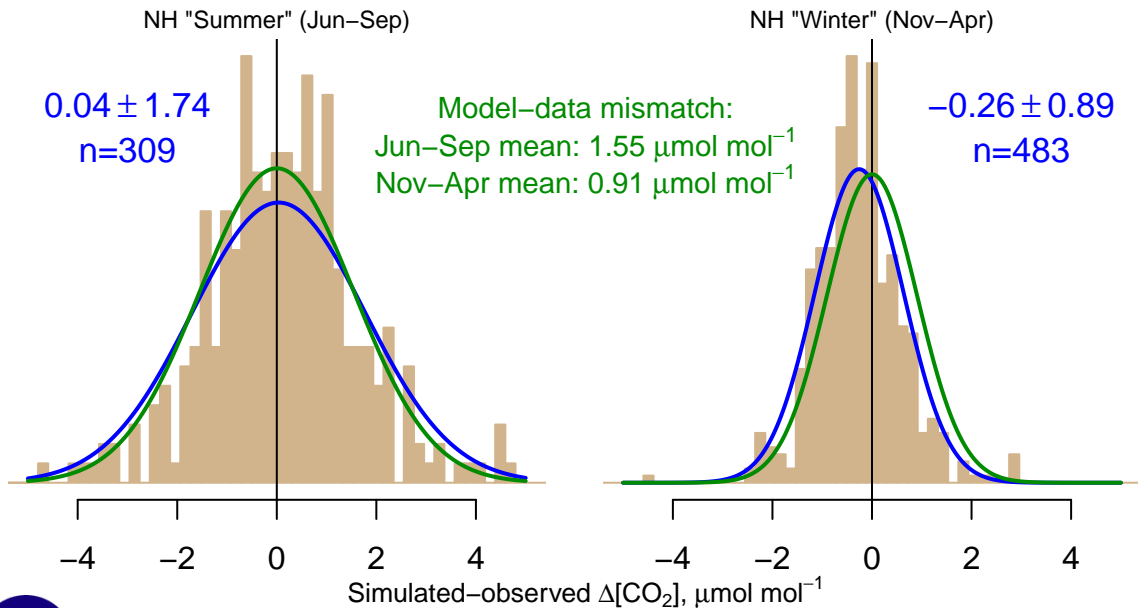 NH "Summer" (Jun−Sep)
0.04 ± 1.74
n=309
Model−data mismatch:
Jun−Sep mean: 1.55 μmol mol⁻¹
Nov−Apr mean: 0.91 μmol mol⁻¹
NH "Winter" (Nov−Apr)
−0.26 ± 0.89
n=483
−4 −2 0 2 4
−4 −2 0 2 4
Simulated−observed Δ[CO₂], μmol mol⁻¹